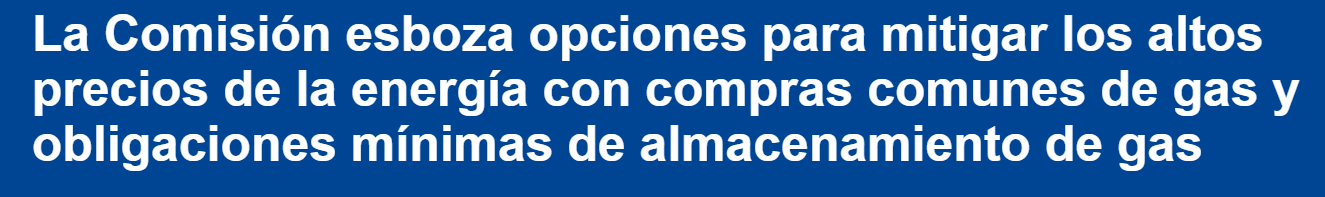 La Comisión esboza opciones para mitigar los altos
precios de la energía con compras comunes de gas y
obligaciones mínimas de almacenamiento de gas